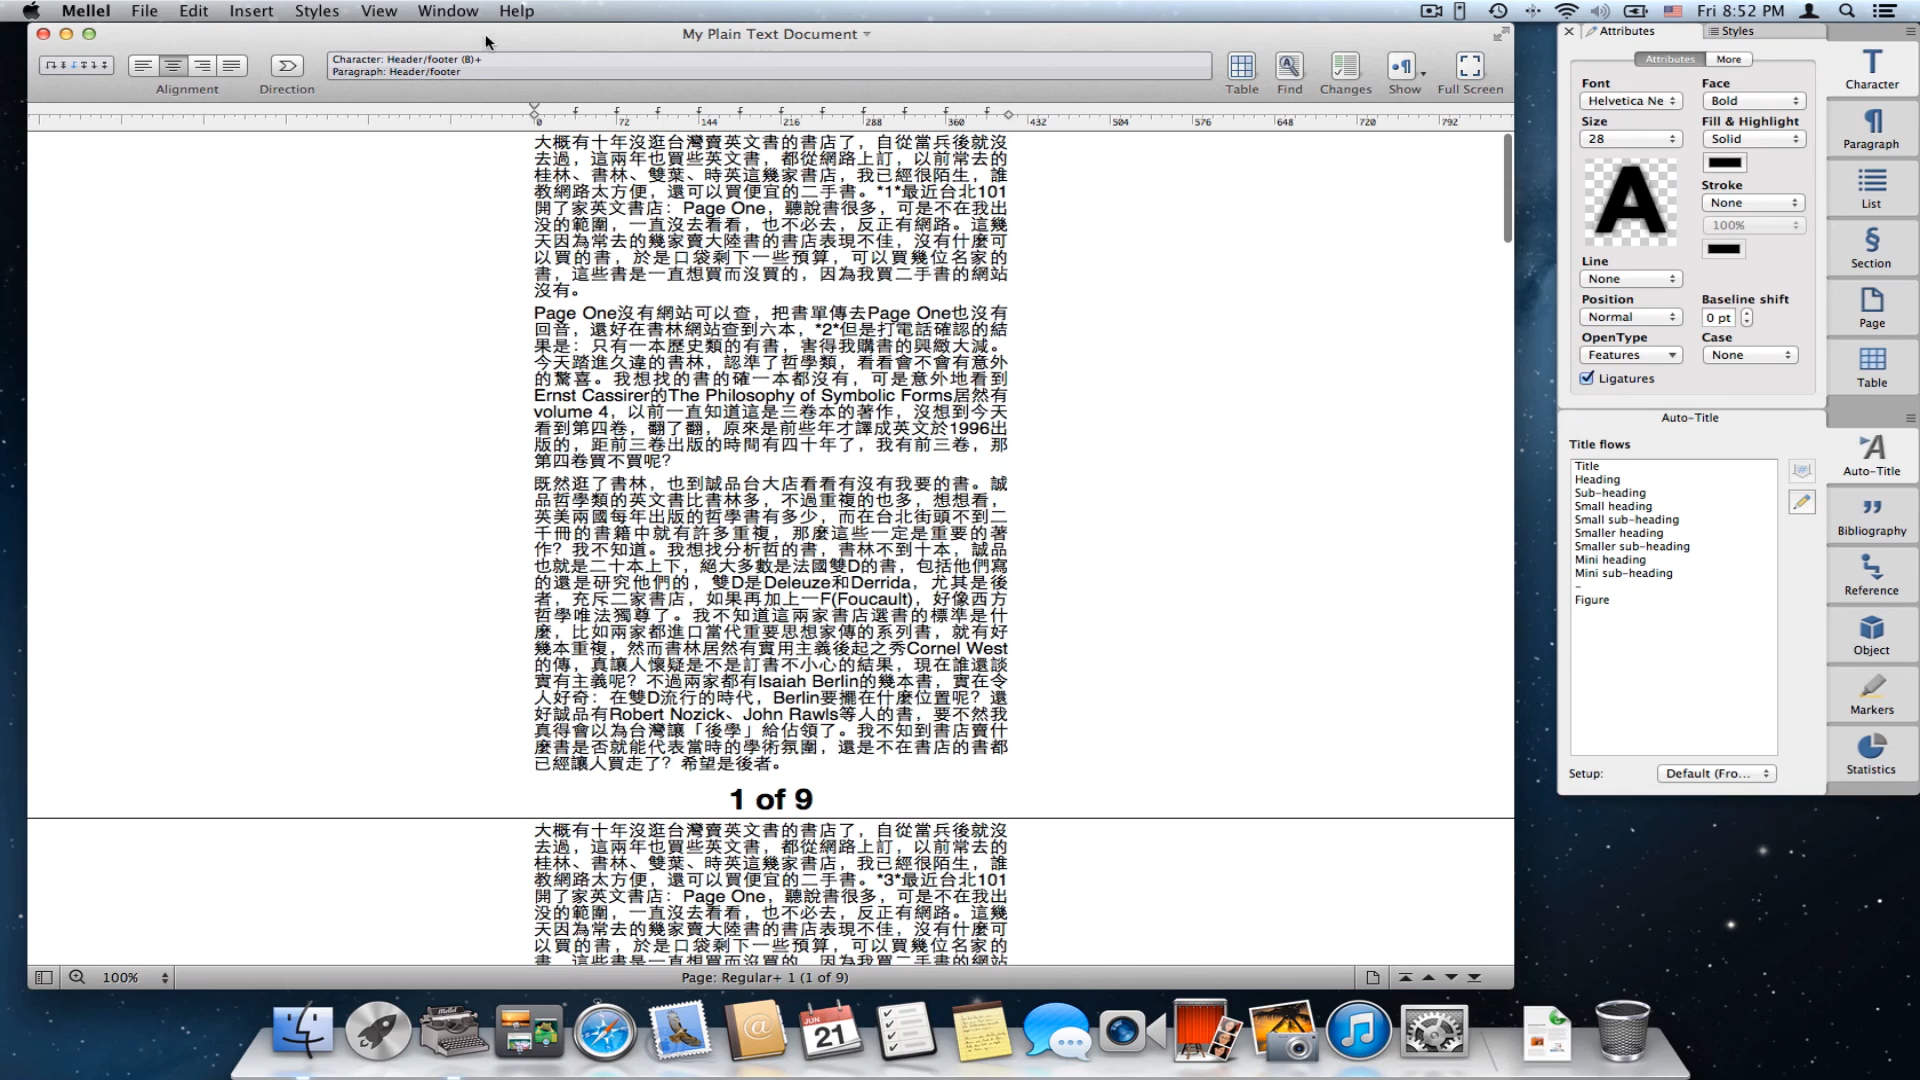 Mellel File Edit Insert Styles View Window Help
Fri 8:52 PM
My Plain Text Document
Character: Header/footer (B)+
Paragraph: Header/footer
Alignment
Direction
Table
Find
Changes
Show
Full Screen
0 72 144 216 288 360 432 504 576 648 720 792
大概有十年沒逛台灣賣英文書的書店了，自從當兵後就沒
去過，這兩年也買些英文書，都從網路上訂，以前常去的
桂林、書林、雙葉、時英這幾家書店，我已經很陌生，誰
教網路太方便，還可以買便宜的二手書。*1*最近台北101
開了家英文書店：Page One，聽說書很多，可是不在我出
沒的範圍，一直沒去看看，也不必去，反正有網路。這幾
天因為常去的幾家賣大陸書的書店表現不佳，沒有什麼可
以買的書，於是口袋剩下一些預算，可以買幾位名家的
書，這些書是一直想買而沒買的，因為我買二手書的網站
沒有。
Page One沒有網站可以查，把書單傳去Page One也沒有
回音，還好在書林網站查到六本，*2*但是打電話確認的結
果是：只有一本歷史類的有書，害得我購書的興緻大減。
今天踏進久違的書林，認準了哲學類，看看會不會有意外
的驚喜。我想找的書的確一本都沒有，可是意外地看到
Ernst Cassirer的The Philosophy of Symbolic Forms居然有
volume 4，以前一直知道這是三卷本的著作，沒想到今天
看到第四卷，翻了翻，原來是前些年才譯成英文於1996出
版的，距前三卷出版的時間有四十年了，我有前三卷，那
第四卷買不買呢？
既然逛了書林，也到誠品台大店看看有沒有我要的書。誠
品哲學類的英文書比書林多，不過重複的也多，想想看，
英美兩國每年出版的哲學書有多少，而在台北街頭不到二
千冊的書籍中就有許多重複，那麼這些一定是重要的著
作？我不知道。我想找分析哲的書，書林不到十本，誠品
也就是二十本上下，絕大多數是法國雙D的書，包括他們寫
的還是研究他們的，雙D是Deleuze和Derrida，尤其是後
者，充斥二家書店，如果再加上一F(Foucault)，好像西方
哲學唯法獨尊了。我不知道這兩家書店選書的標準是什
麼，比如兩家都進口當代重要思想家傳的系列書，就有好
幾本重複，然而書林居然有實用主義後起之秀Cornel West
的傳，真讓人懷疑是不是訂書不小心的結果，現在誰還談
實有主義呢？不過兩家都有Isaiah Berlin的幾本書，實在令
人好奇：在雙D流行的時代，Berlin要擺在什麼位置呢？還
好誠品有Robert Nozick、John Rawls等人的書，要不然我
真得會以為台灣讓「後學」給佔領了。我不知到書店賣什
麼書是否就能代表當時的學術氛圍，還是不在書店的書都
已經讓人買走了？希望是後者。
1 of 9
大概有十年沒逛台灣賣英文書的書店了，自從當兵後就沒
去過，這兩年也買些英文書，都從網路上訂，以前常去的
桂林、書林、雙葉、時英這幾家書店，我已經很陌生，誰
教網路太方便，還可以買便宜的二手書。*3*最近台北101
開了家英文書店：Page One，聽說書很多，可是不在我出
沒的範圍，一直沒去看看，也不必去，反正有網路。這幾
天因為常去的幾家賣大陸書的書店表現不佳，沒有什麼可
以買的書，於是口袋剩下一些預算，可以買幾位名家的
書，這些書是一直想買而沒買的，因為我買二手書的網站
100%
Page: Regular+ 1 (1 of 9)
Attributes
Styles
Attributes More
Font
Face
Helvetica Ne
Bold
Size
Fill & Highlight
28
Solid
A
Stroke
None
100%
Line
None
Position
Baseline shift
Normal
0 pt
OpenType
Case
Features
None
Ligatures
Auto-Title
Title flows
Title
Heading
Sub-heading
Small heading
Small sub-heading
Smaller heading
Smaller sub-heading
Mini heading
Mini sub-heading
–
Figure
Setup:
Default (Fro...
Character
Paragraph
List
Section
Page
Table
Auto-Title
Bibliography
Reference
Object
Markers
Statistics
JUN
21